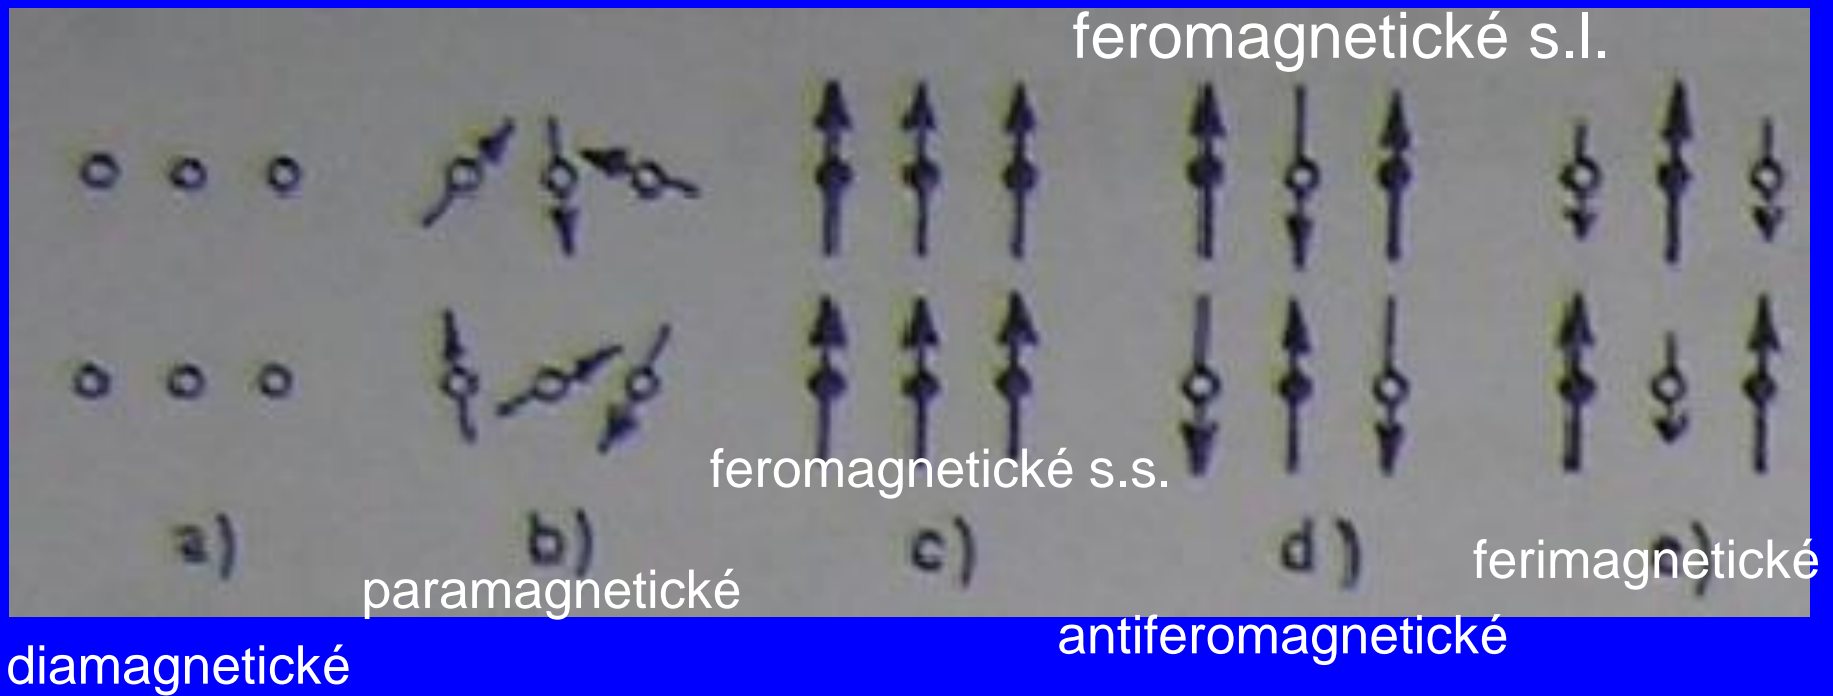 feromagnetické s.l.
feromagnetické s.s.
a) b) c) d) e)
ferimagnetické
paramagnetické
antiferomagnetické
diamagnetické